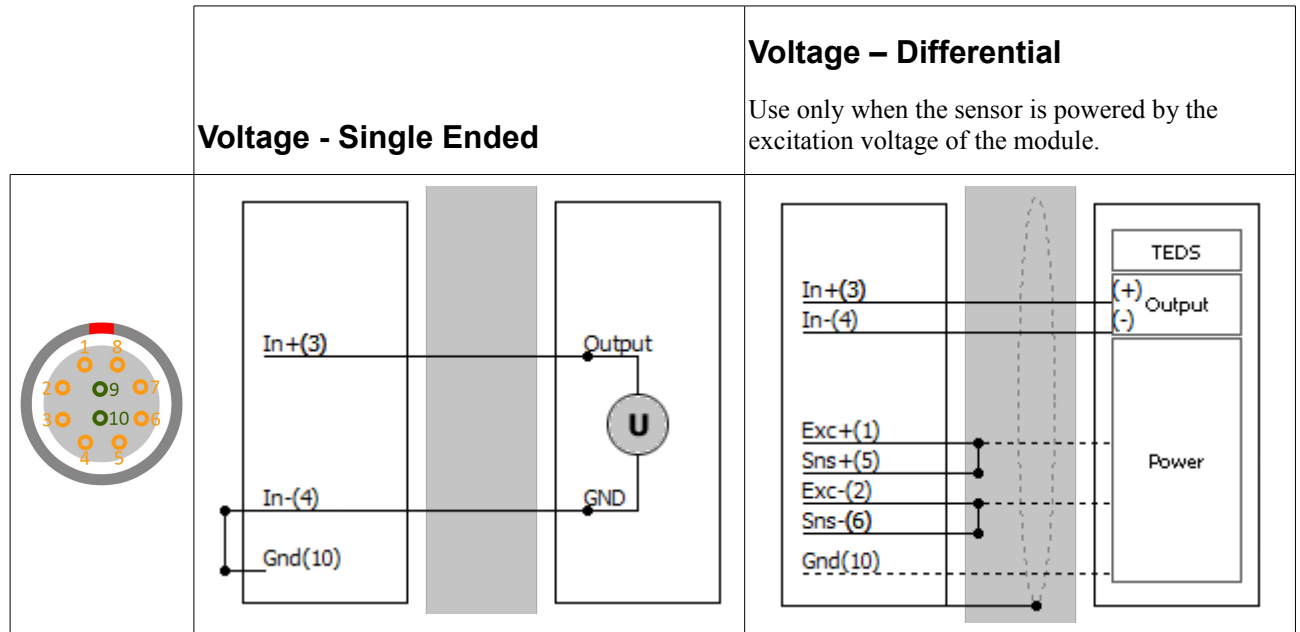 Voltage - Single Ended
Voltage – Differential
Use only when the sensor is powered by the
excitation voltage of the module.
1 8
2 9 7
3 10 6
4 5
In+(3)
Output
U
In-(4)
GND
Gnd(10)
TEDS
In+(3)
(+)
Output
In-(4)
(-)
Exc+(1)
Sns+(5)
Power
Exc-(2)
Sns-(6)
Gnd(10)